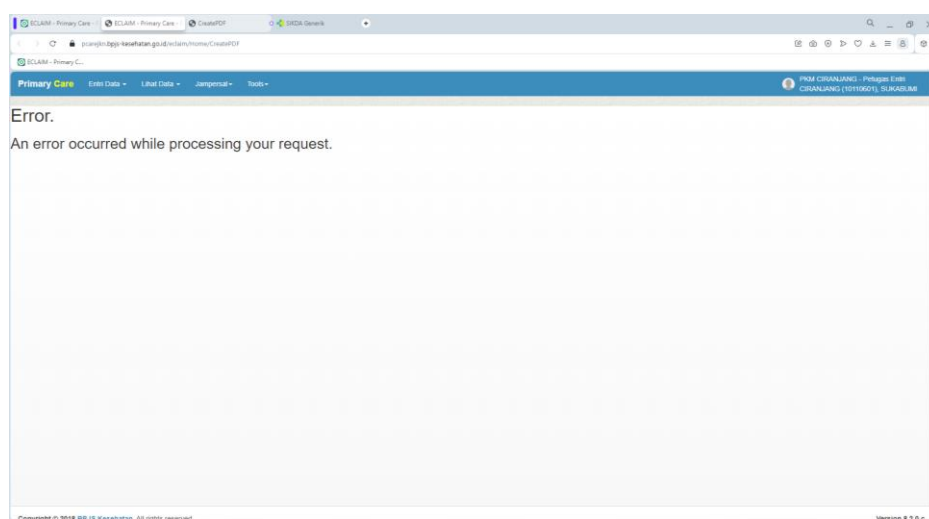 ECLAIM - Primary Care -
ECLAIM - Primary Care -
CreatePDF
SIKDA Generik
pcarejkn.bpjs-kesehatan.go.id/eclaim/Home/CreatePDF
ECLAIM - Primary C...
Primary Care Entri Data Lihat Data Jampersal Tools
PKM CIRANJANG - Petugas Entri
CIRANJANG (10110601), SUKABUMI
Error.
An error occurred while processing your request.
Copyright © 2018 BPJS Kesehatan. All rights reserved.